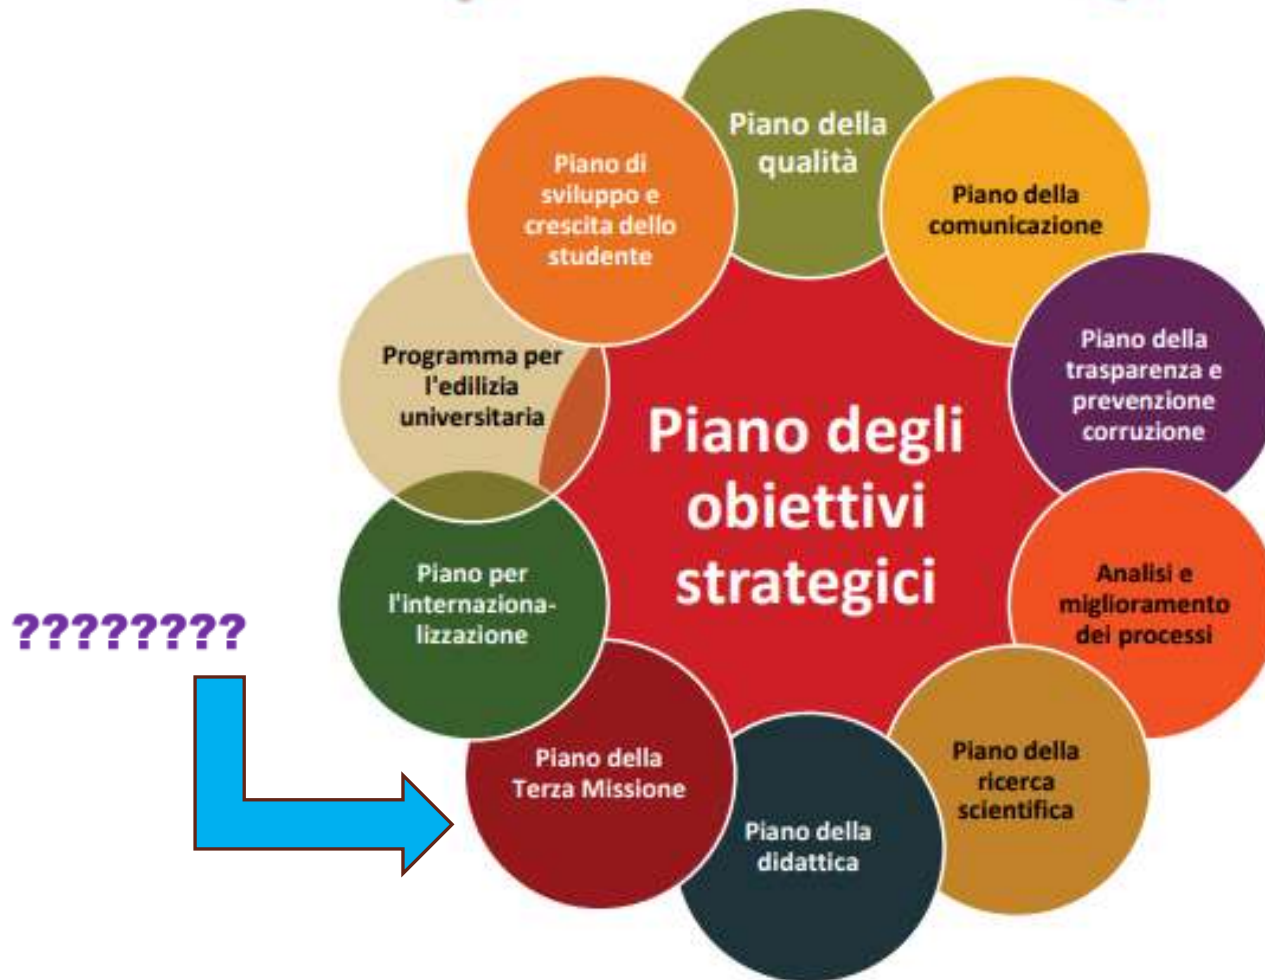 Piano della
qualità
Piano di
sviluppo e
crescita dello
studente
Piano della
comunicazione
Programma per
l'edilizia
universitaria
Piano della
trasparenza e
prevenzione
corruzione
Piano degli
obiettivi
strategici
Piano per
l'internaziona-
lizzazione
Analisi e
miglioramento
dei processi
????????
Piano della
Terza Missione
Piano della
ricerca
scientifica
Piano della
didattica